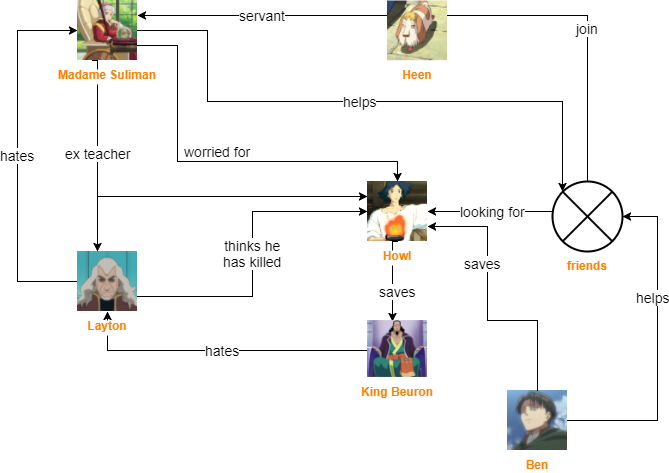 servant
join
Madame Suliman
Heen
helps
hates
ex teacher
worried for
looking for
thinks he
has killed
Howl
saves
friends
saves
helps
Layton
hates
King Beuron
Ben